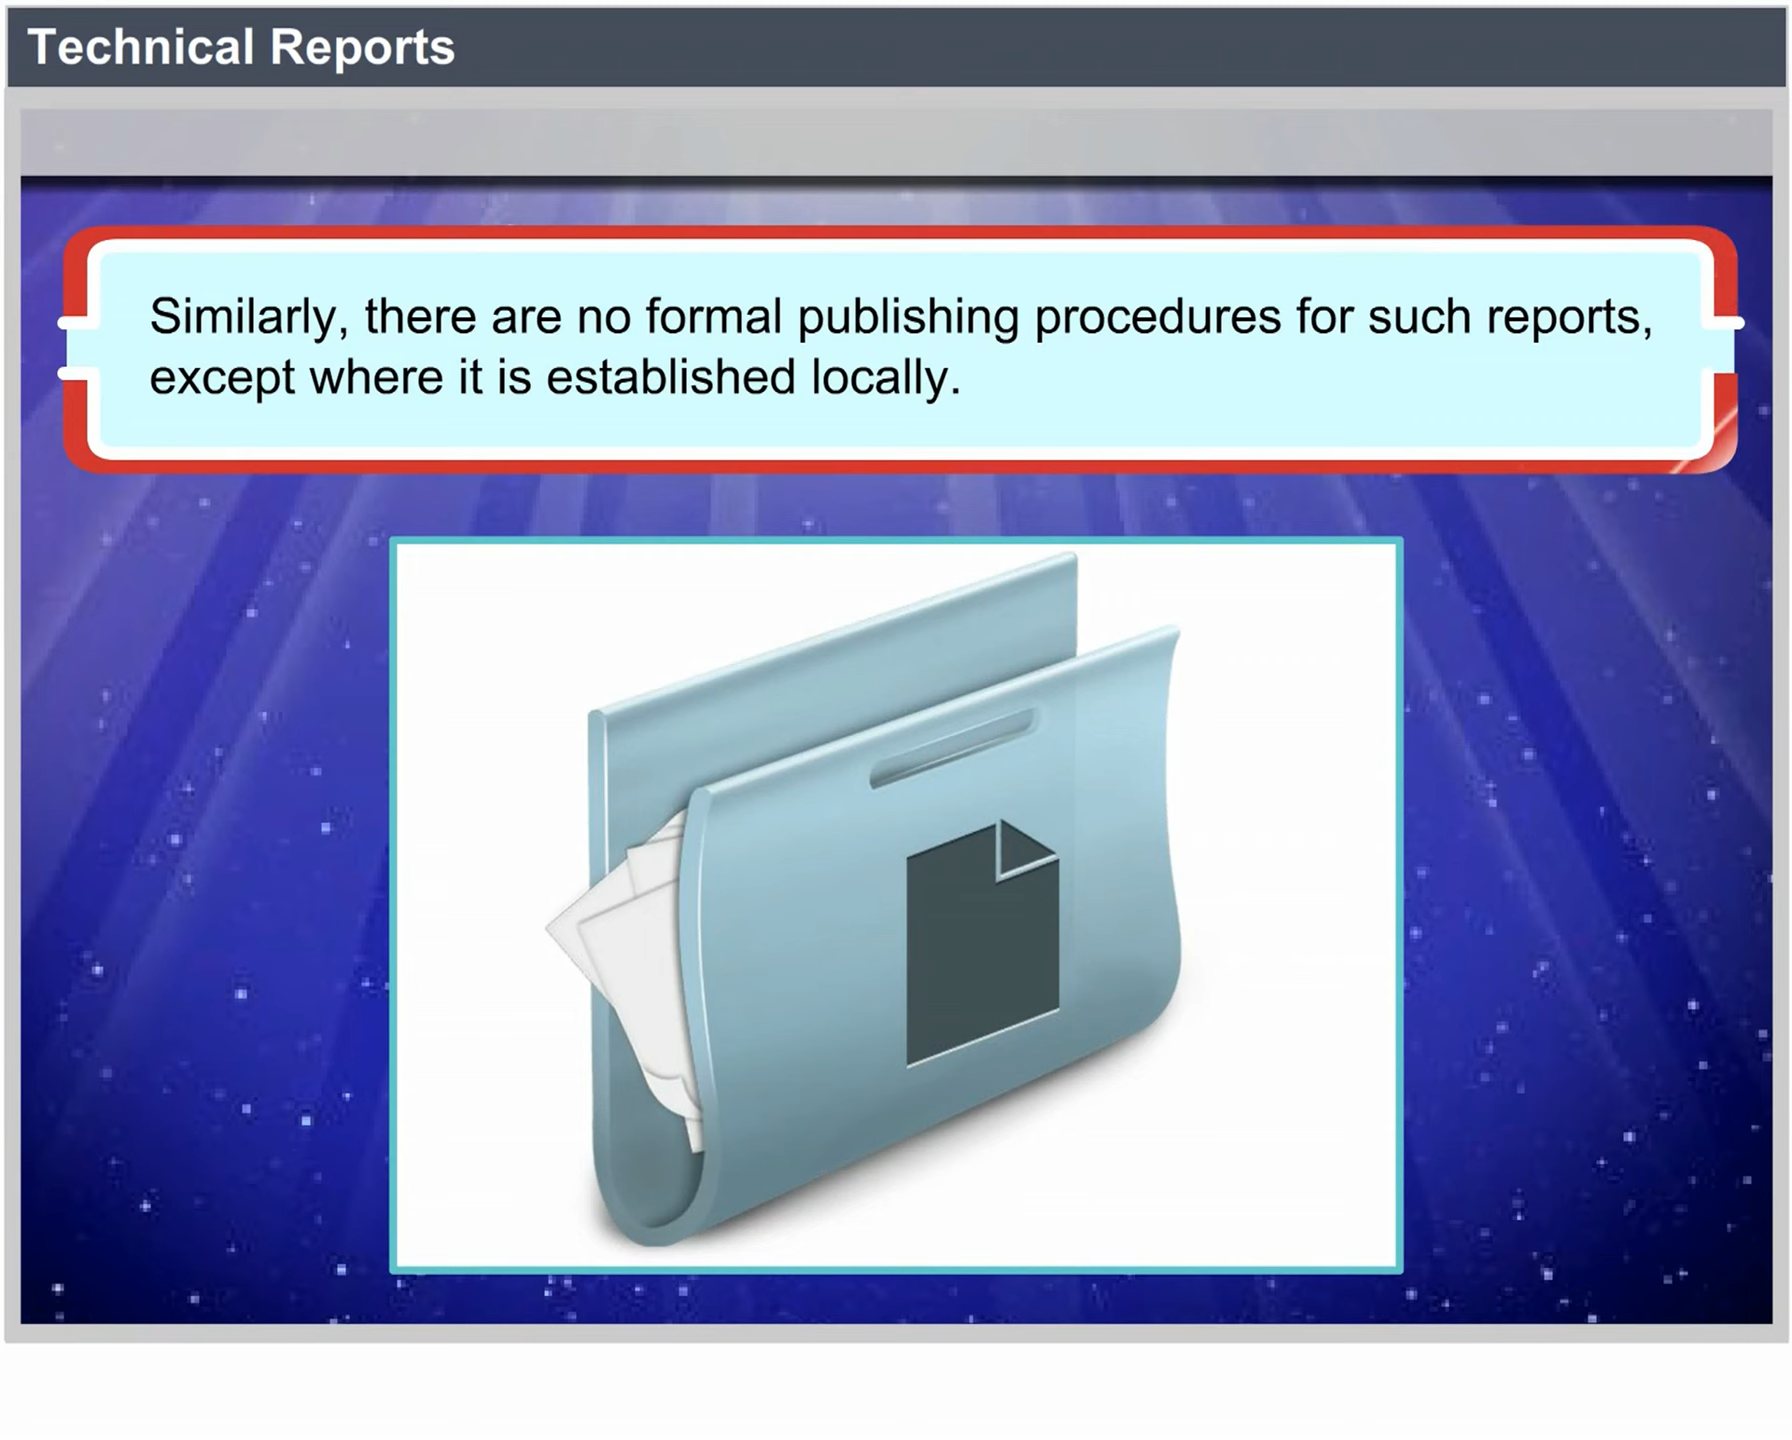 Technical Reports
Similarly, there are no formal publishing procedures for such reports,
except where it is established locally.